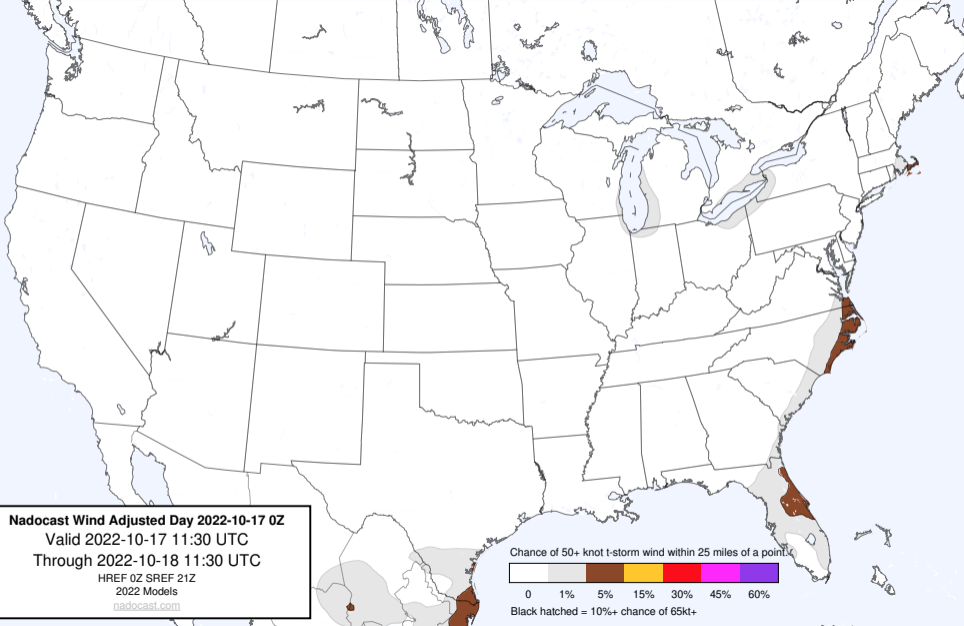 Nadocast Wind Adjusted Day 2022-10-17 0Z
Valid 2022-10-17 11:30 UTC
Through 2022-10-18 11:30 UTC
HREF 0Z SREF 21Z
2022 Models
nadocast.com
Chance of 50+ knot t-storm wind within 25 miles of a point.
0 1% 5% 15% 30% 45% 60%
Black hatched = 10%+ chance of 65kt+